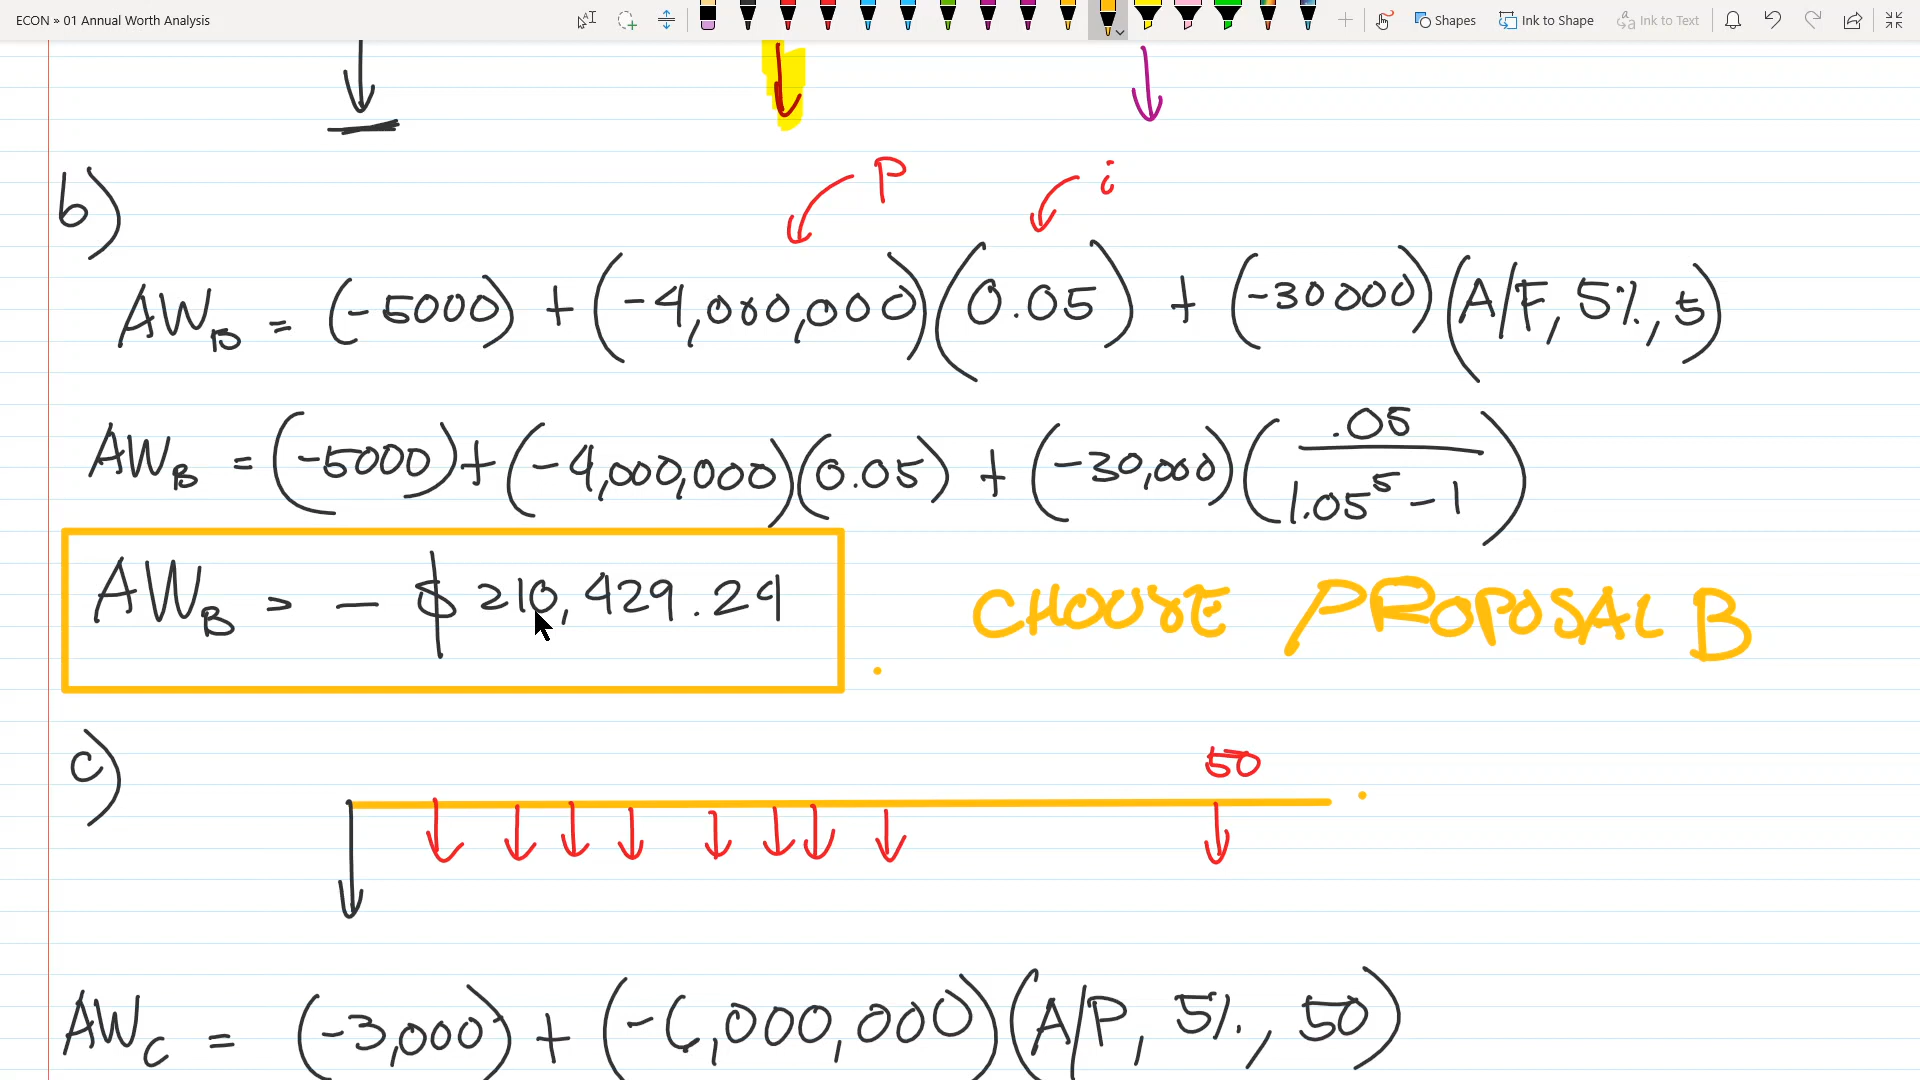 ECON » 01 Annual Worth Analysis Shapes Ink to Shape Ink to Text
b)
P i
AW_B = (-5000) + (-4,000,000)(0.05) + (-30 000)(A/F, 5%, 5)
AW_B = (-5000) + (-4,000,000)(0.05) + (-30,000)(.05 / 1.05^5 - 1)
AW_B = - $ 210,429.24
CHOOSE PROPOSAL B
c)
50
AW_C = (-3,000) + (-6,000,000)(A/P, 5%, 50)